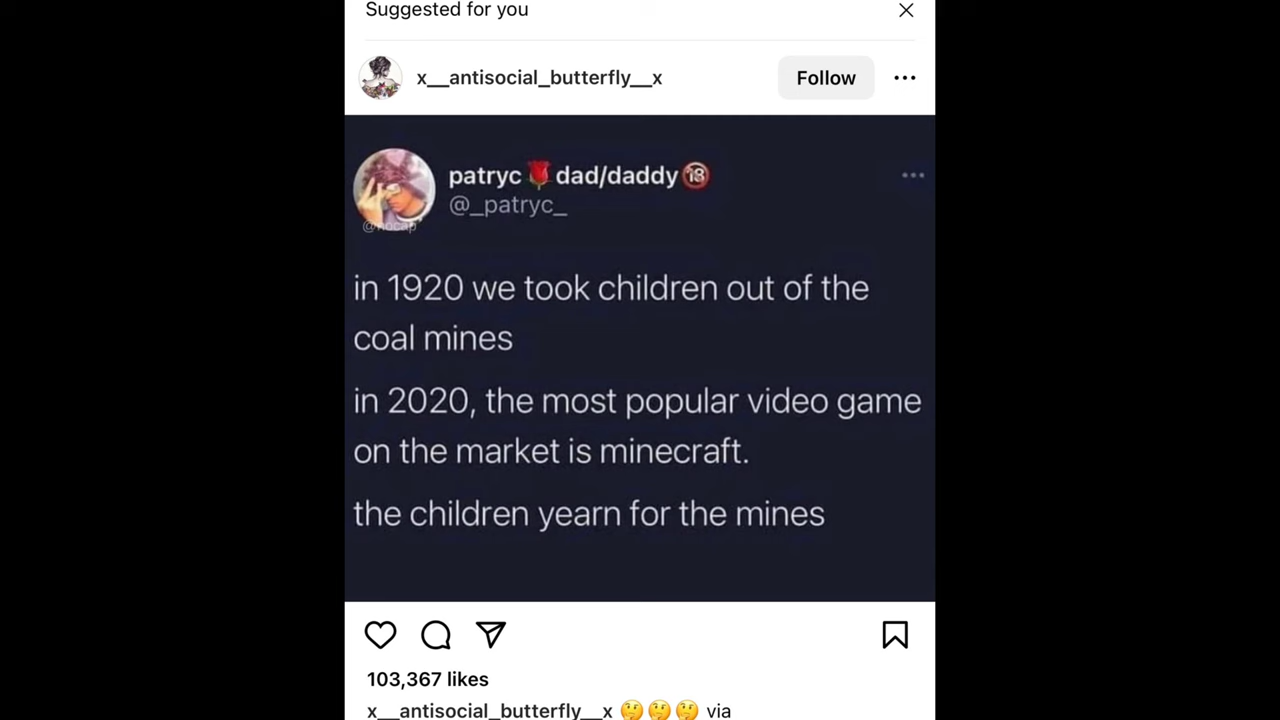 Suggested for you
x__antisocial_butterfly__x
Follow
patryc🌹dad/daddy🔞
@_patryc_
@nocap
in 1920 we took children out of the
coal mines
in 2020, the most popular video game
on the market is minecraft.
the children yearn for the mines
103,367 likes
x__antisocial_butterfly__x 🤔🤔🤔 via